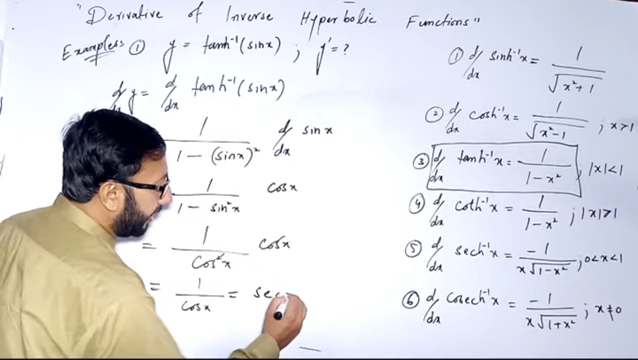 "Derivative of Inverse Hyperbolic Functions"
Examples: ① y = tanh⁻¹(sinx) ; y' = ?
d/dx y = d/dx tanh⁻¹(sinx)
1/(1 - (sinx)²) d/dx sinx
1/(1 - sin²x) cosx
= 1/cos²x cosx
= 1/cosx = sec
① d/dx sinh⁻¹x = 1/√(x²+1)
② d/dx cosh⁻¹x = 1/√(x²-1) ; x>1
③ d/dx tanh⁻¹x = 1/(1-x²) , |x|<1
④ d/dx coth⁻¹x = 1/(1-x²) ; |x|>1
⑤ d/dx sech⁻¹x = -1/(x√(1-x²)) ; 0<x<1
⑥ d/dx cosech⁻¹x = -1/(x√(1+x²)) ; x≠0